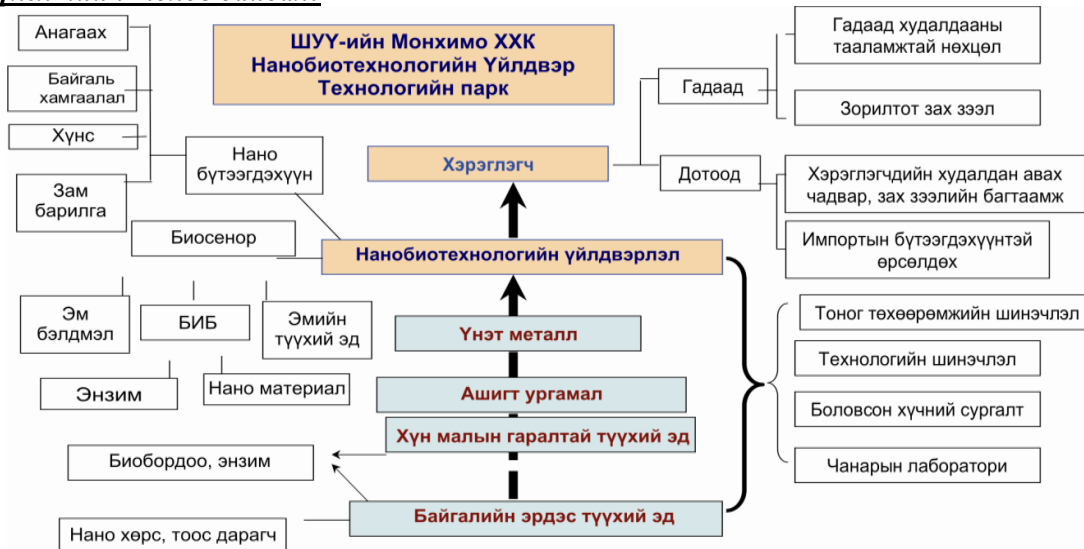 Анагаах
Байгаль
хамгаалал
Хүнс
Зам
барилга
Нано
бүтээгдэхүүн
ШУҮ-ийн Монхимо ХХК
Нанобиотехнологийн Үйлдвэр
Технологийн парк
Хэрэглэгч
Гадаад
Гадаад худалдааны
тааламжтай нөхцөл
Зорилтот зах зээл
Дотоод
Хэрэглэгчдийн худалдан авах
чадвар, зах зээлийн багтаамж
Импортын бүтээгдэхүүнтэй
өрсөлдөх
Биосенор
Нанобиотехнологийн үйлдвэрлэл
Эм
бэлдмэл
БИБ
Эмийн
түүхий эд
Энзим
Нано материал
Үнэт металл
Ашигт ургамал
Хүн малын гаралтай түүхий эд
Байгалийн эрдэс түүхий эд
Биобордоо, энзим
Нано хөрс, тоос дарагч
Тоног төхөөрөмжийн шинэчлэл
Технологийн шинэчлэл
Боловсон хүчний сургалт
Чанарын лаборатори